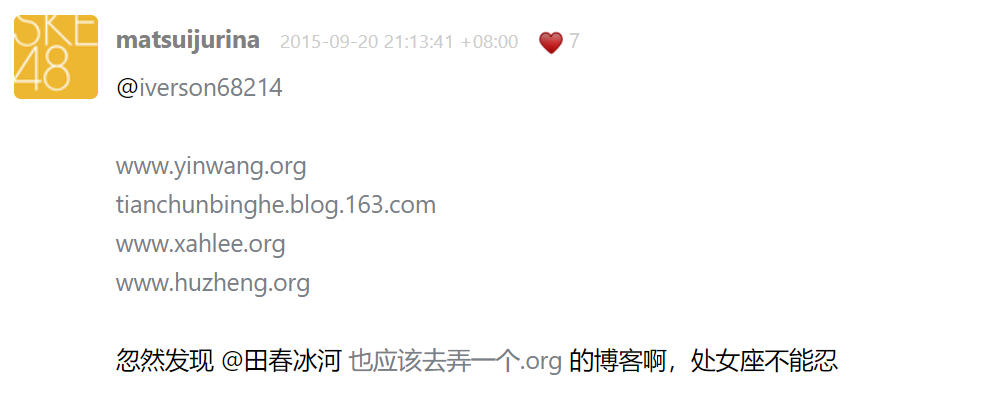 SKE
48
matsuijurina 2015-09-20 21:13:41 +08:00 7
@iverson68214
www.yinwang.org
tianchunbinghe.blog.163.com
www.xahlee.org
www.huzheng.org
忽然发现 @田春冰河 也应该去弄一个.org 的博客啊，处女座不能忍